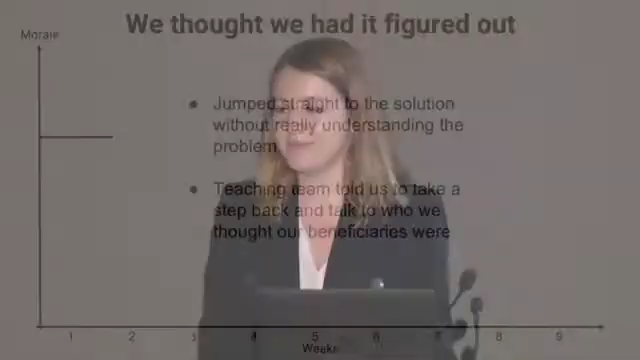 We thought we had it figured out
Morale
● Jumped straight to the solution
without really understanding the
problem
● Teaching team told us to take a
step back and talk to who we
thought our beneficiaries were
1 2 3 4 5 6 7 8 9
Weeks